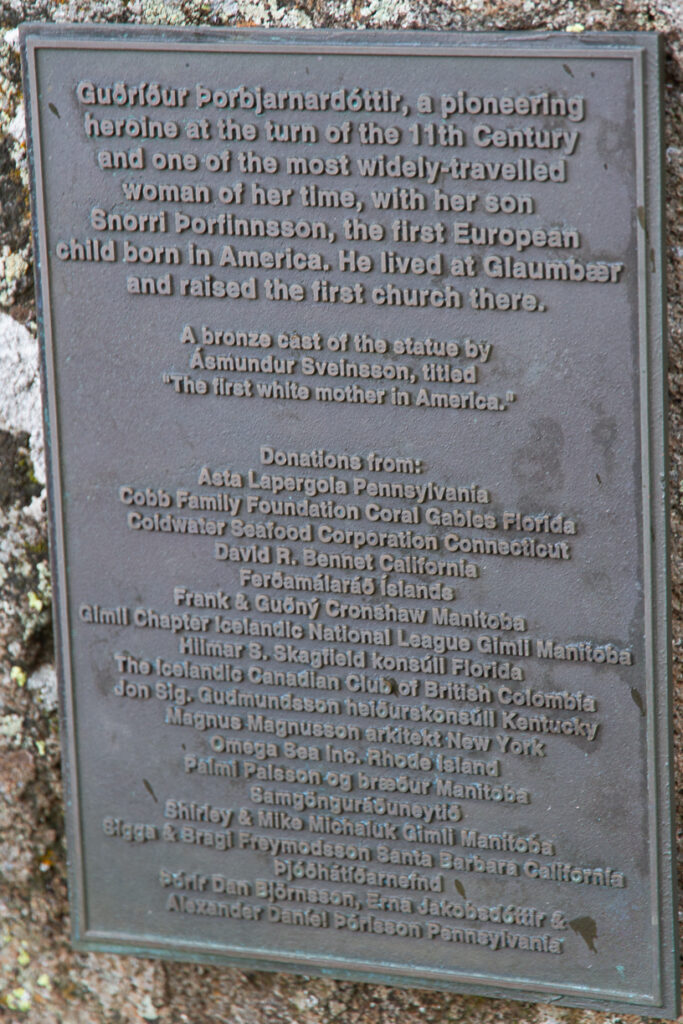 Guðríður Þorbjarnardóttir, a pioneering
heroine at the turn of the 11th Century
and one of the most widely-travelled
woman of her time, with her son
Snorri Þorfinnsson, the first European
child born in America. He lived at Glaumbær
and raised the first church there.
A bronze cast of the statue by
Ásmundur Sveinsson, titled
"The first white mother in America."
Donations from:
Asta Lapergola Pennsylvania
Cobb Family Foundation Coral Gables Florida
Coldwater Seafood Corporation Connecticut
David R. Bennet California
Ferðamálaráð Íslands
Frank & Guðný Cronshaw Manitoba
Gimli Chapter Icelandic National League Gimli Manitoba
Hilmar S. Skagfield konsúll Florida
The Icelandic Canadian Club of British Colombia
Jon Sig. Gudmundsson heiðurskonsúll Kentucky
Magnus Magnusson arkitekt New York
Omega Sea Inc. Rhode Island
Palmi Palsson og bræður Manitoba
Samgönguráðuneytið
Shirley & Mike Michaluk Gimli Manitoba
Sigga & Bragi Freymodsson Santa Barbara California
Þjóðhátíðarnefnd
Þórir Dan Björnsson, Erna Jakobsdóttir &
Alexander Daníel Þórisson Pennsylvania